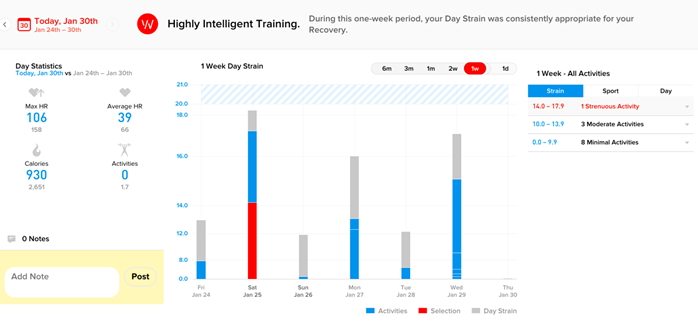 30
Today, Jan 30th
Jan 24th – 30th
W
Highly Intelligent Training.
During this one-week period, your Day Strain was consistently appropriate for your
Recovery.
Day Statistics
Today, Jan 30th vs Jan 24th – Jan 30th
Max HR
106
158
Average HR
39
66
Calories
930
2.651
Activities
0
1.7
0 Notes
Add Note
Post
1 Week Day Strain
6m 3m 1m 2w 1w 1d
21.0
20.0
18.0
16.0
14.0
12.0
8.0
0.0
Fri
Jan 24
Sat
Jan 25
Sun
Jan 26
Mon
Jan 27
Tue
Jan 28
Wed
Jan 29
Thu
Jan 30
Activities Selection Day Strain
1 Week - All Activities
Strain Sport Day
14.0 – 17.9 1 Strenuous Activity
10.0 – 13.9 3 Moderate Activities
0.0 – 9.9 8 Minimal Activities